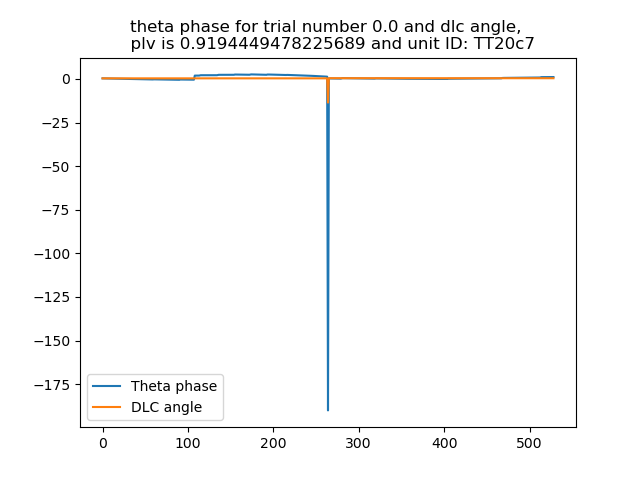 theta phase for trial number 0.0 and dlc angle,
plv is 0.9194449478225689 and unit ID: TT20c7
0
−25
−50
−75
−100
−125
−150
−175
Theta phase
DLC angle
0 100 200 300 400 500